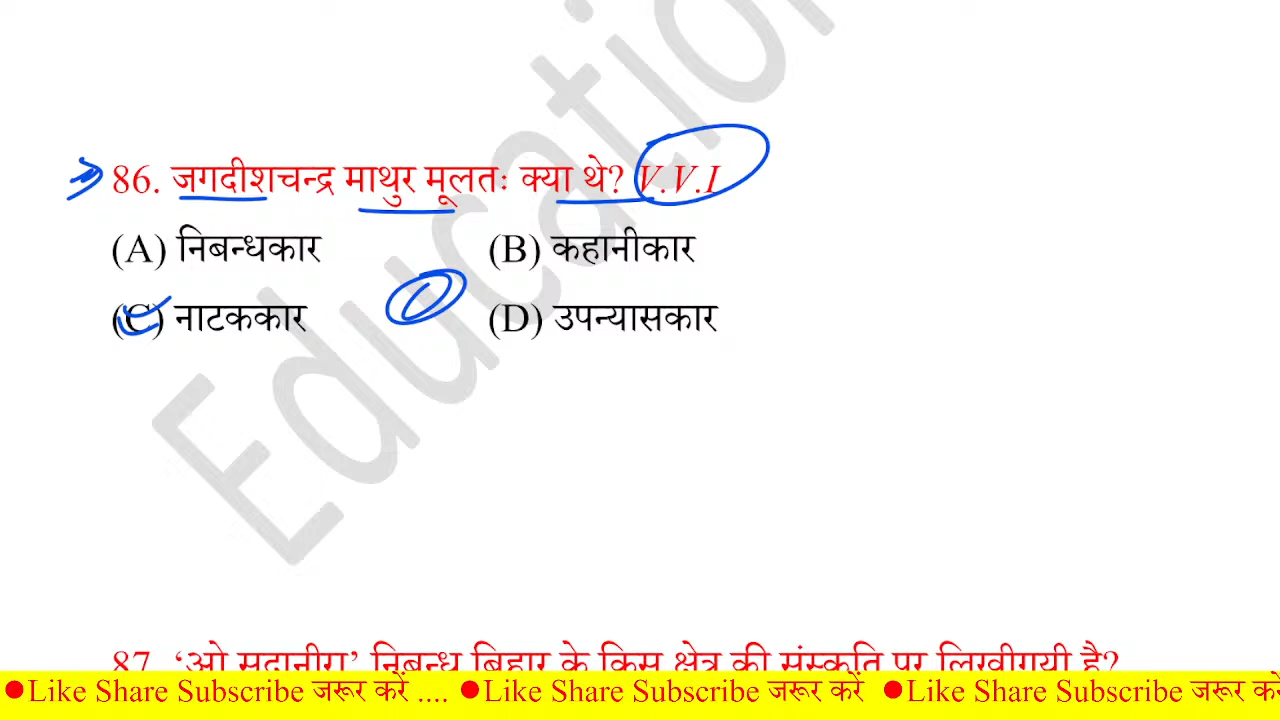 86. जगदीशचन्द्र माथुर मूलतः क्या थे? V.V.I
(A) निबन्धकार (B) कहानीकार
(C) नाटककार (D) उपन्यासकार
Education
87. ‘ओ सदानीरा’ निबन्ध बिहार के किस क्षेत्र की संस्कृति पर लिखीगयी है?
●Like Share Subscribe जरूर करें .... ●Like Share Subscribe जरूर करें ●Like Share Subscribe जरूर करें